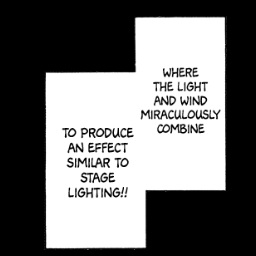 WHERE
THE LIGHT
AND WIND
MIRACULOUSLY
COMBINE
TO PRODUCE
AN EFFECT
SIMILAR TO
STAGE
LIGHTING!!